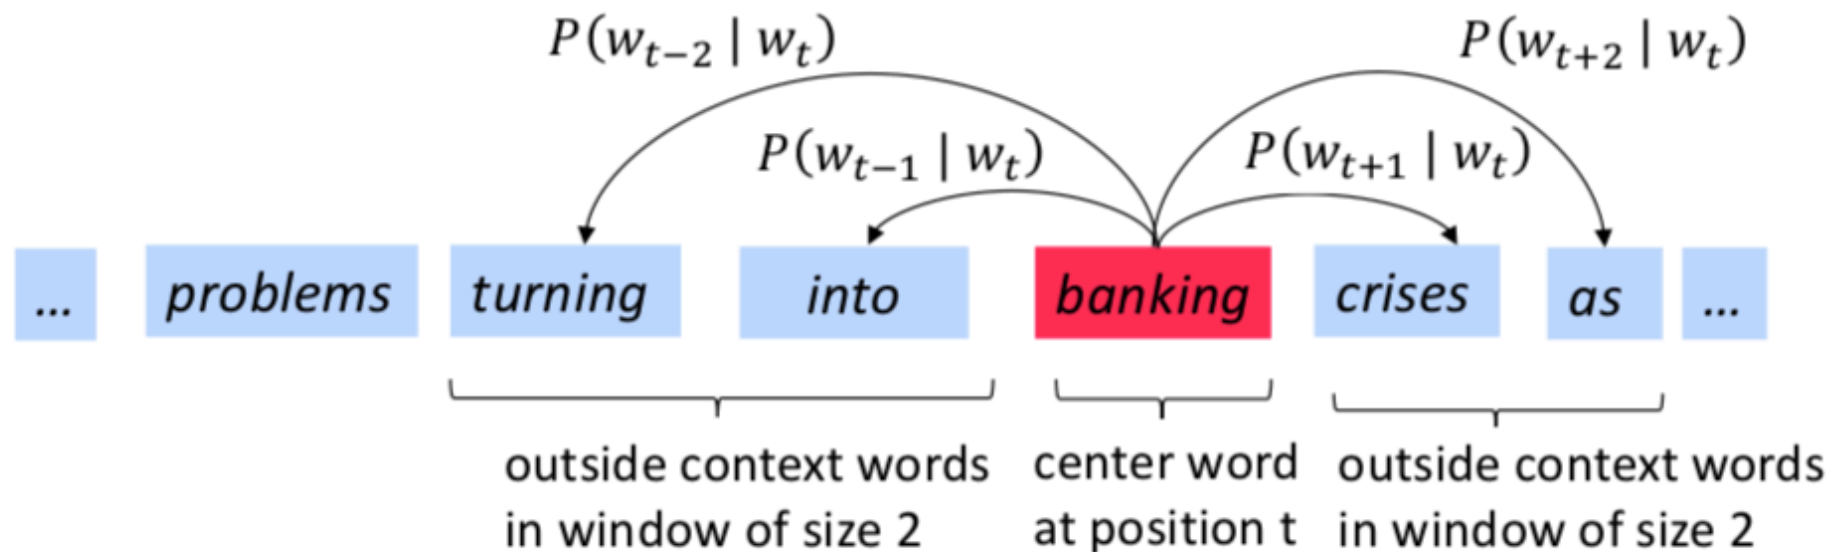 P(w_{t−2} | w_t)
P(w_{t+2} | w_t)
P(w_{t−1} | w_t)
P(w_{t+1} | w_t)
... problems turning into banking crises as ...
outside context words
in window of size 2
center word
at position t
outside context words
in window of size 2